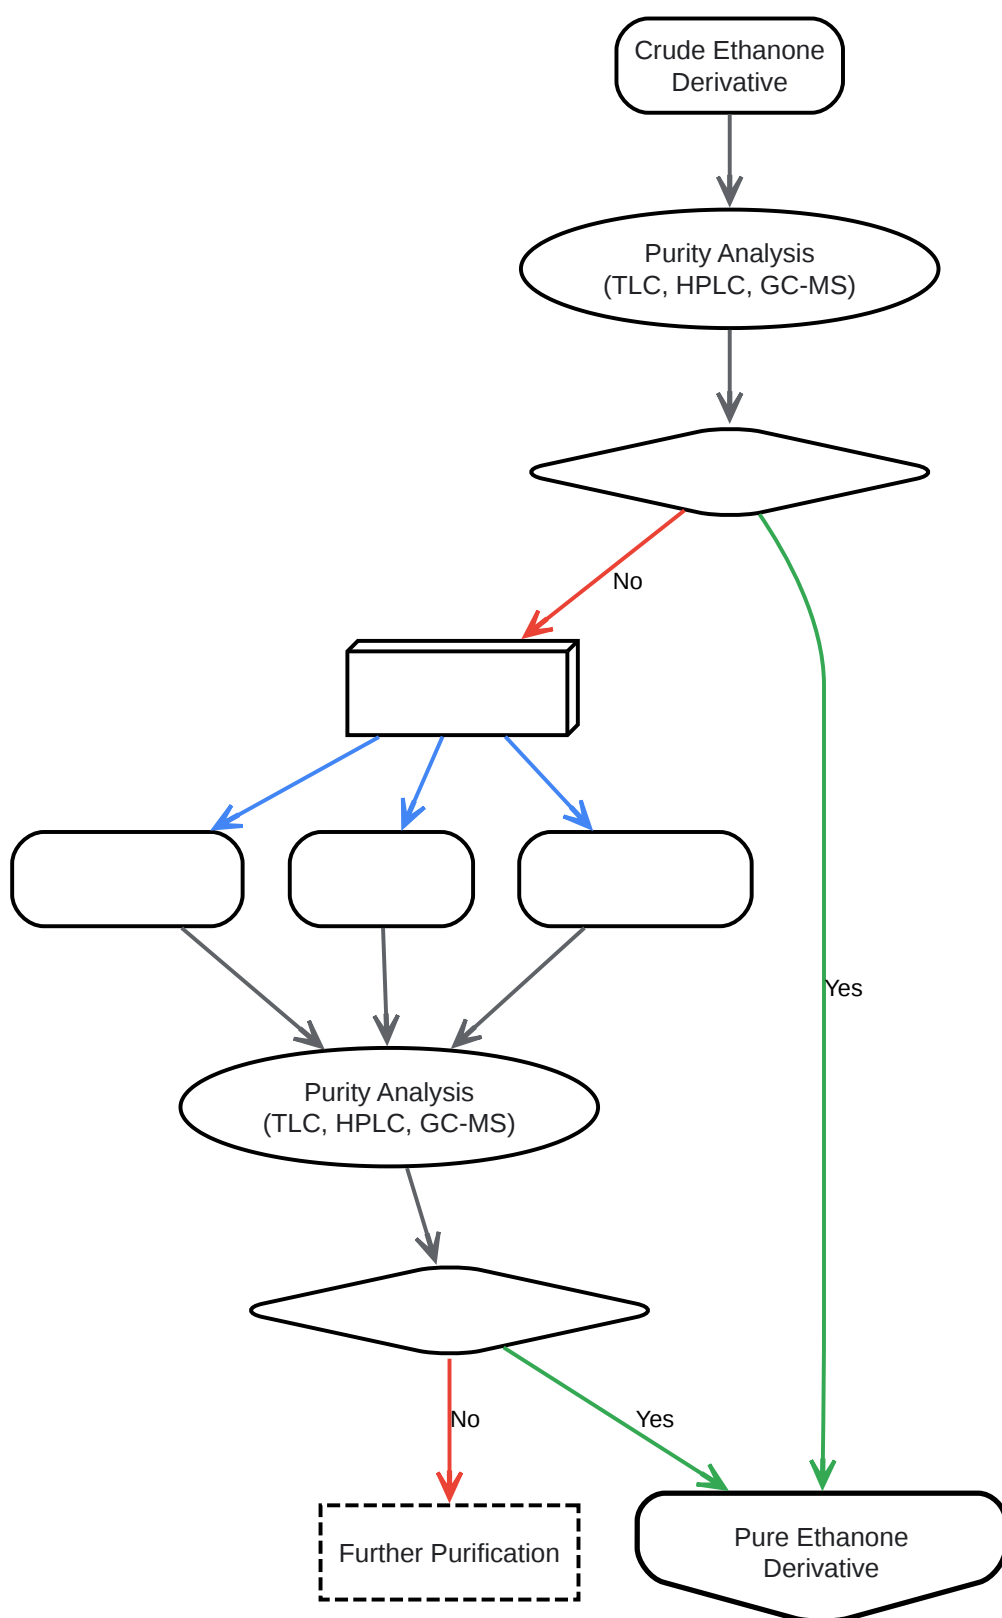 Crude Ethanone
Derivative
Purity Analysis
(TLC, HPLC, GC-MS)
No
Yes
Purity Analysis
(TLC, HPLC, GC-MS)
No
Yes
Further Purification
Pure Ethanone
Derivative